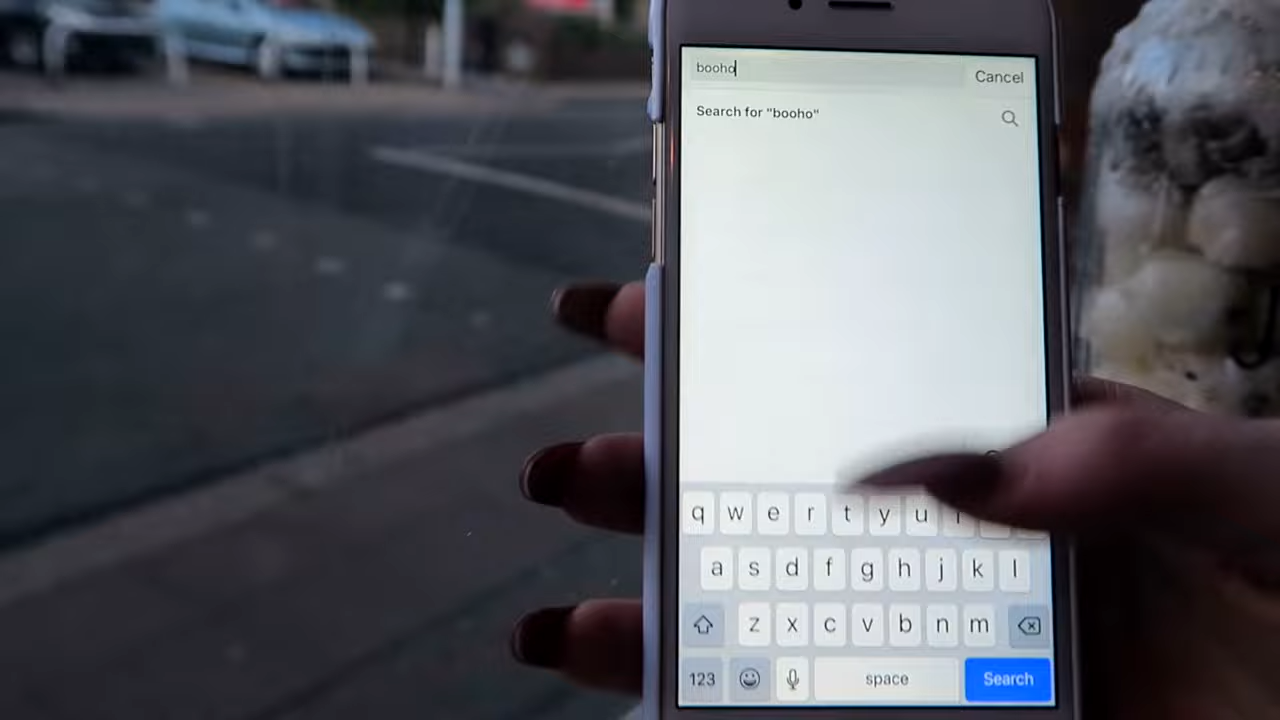 booho
Cancel
Search for "booho"
q w e r t y u i
a s d f g h j k l
z x c v b n m
123 space Search